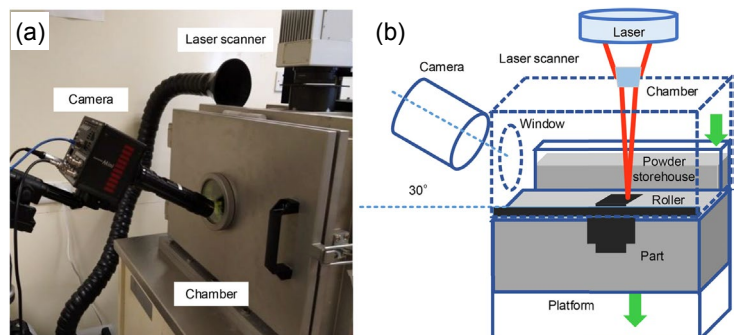 (a)
Laser scanner
Camera
Chamber
(b)
Laser
Laser scanner
Camera
Chamber
Window
Powder
storehouse
30°
Roller
Part
Platform